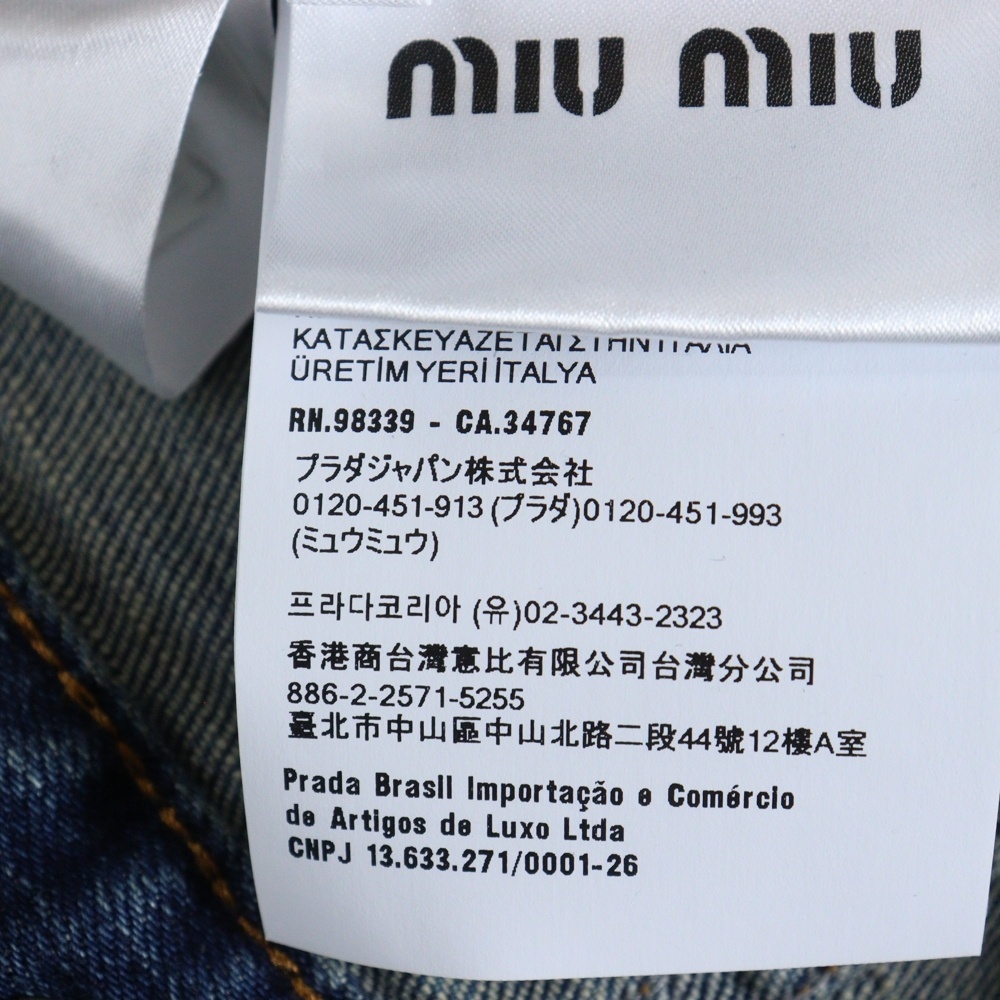 miu miu
ΚΑΤΑΣΚΕΥΑΖΕΤΑΙ ΣΤΗΝ ΙΤΑΛΙΑ
ÜRETİM YERİ İTALYA
RN.98339 - CA.34767
プラダジャパン株式会社
0120-451-913 (プラダ)0120-451-993
(ミュウミュウ)
프라다코리아 (유)02-3443-2323
香港商台灣意比有限公司台灣分公司
886-2-2571-5255
臺北市中山區中山北路二段44號12樓A室
Prada Brasil Importação e Comércio
de Artigos de Luxo Ltda
CNPJ 13.633.271/0001-26